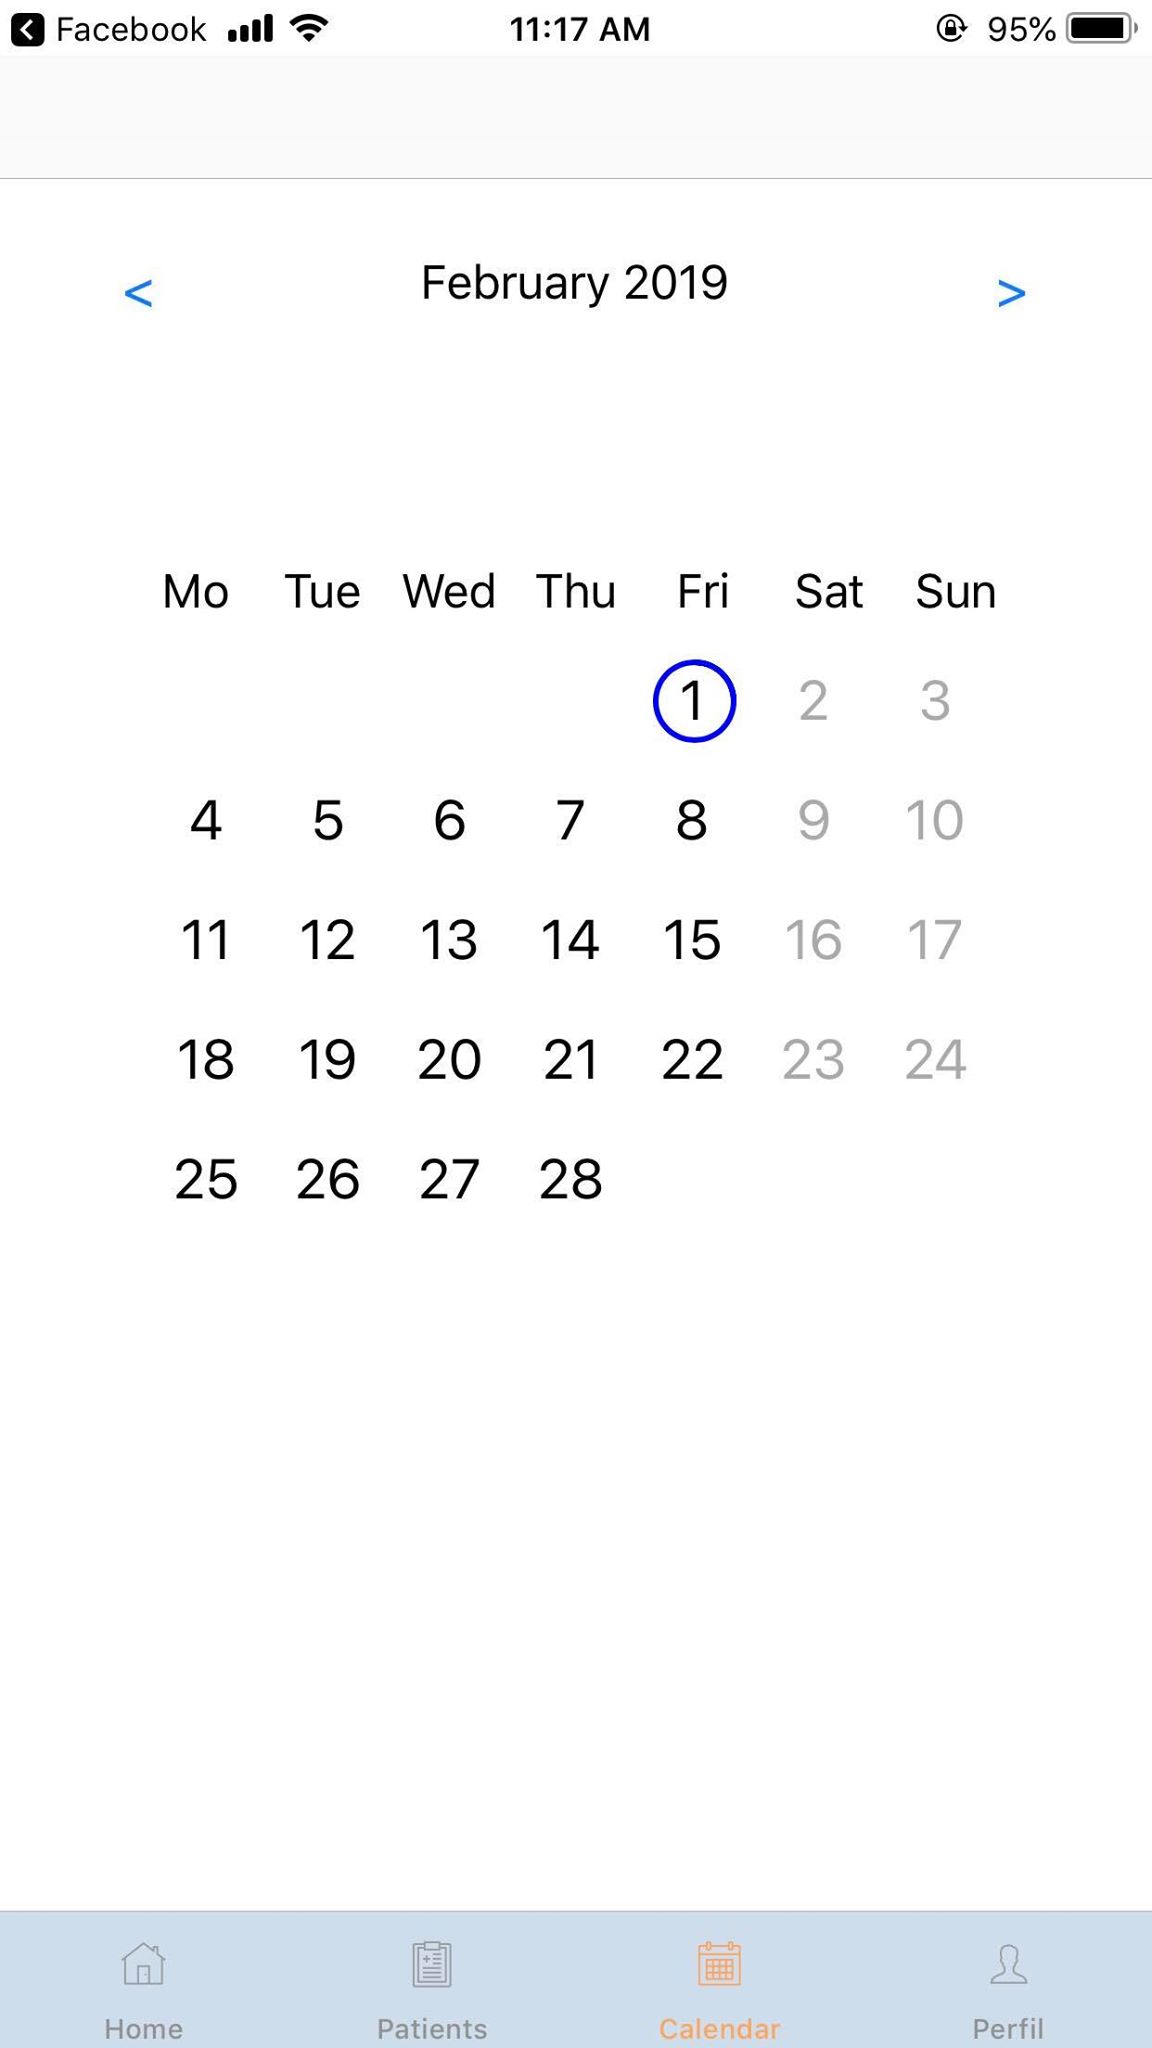 Facebook 11:17 AM 95%
< February 2019 >
Mo Tue Wed Thu Fri Sat Sun
1 2 3
4 5 6 7 8 9 10
11 12 13 14 15 16 17
18 19 20 21 22 23 24
25 26 27 28
Home Patients Calendar Perfil